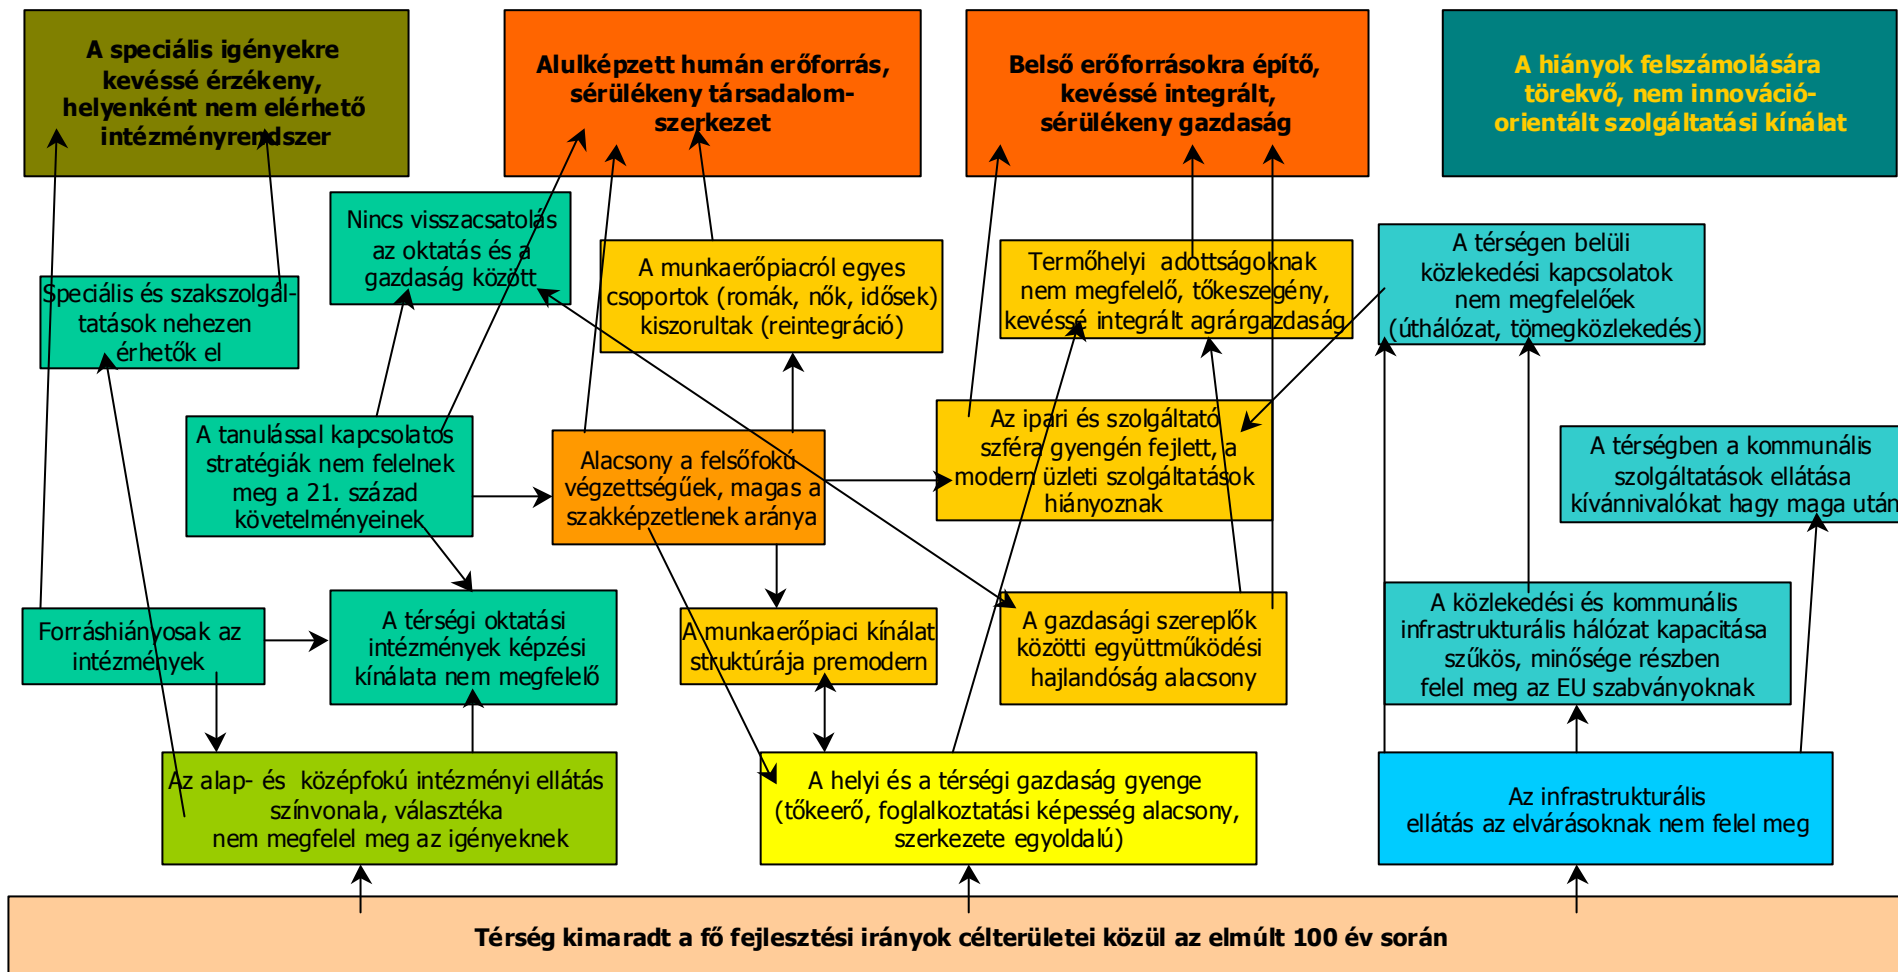 A speciális igényekre
kevéssé érzékeny,
helyenként nem elérhető
intézményrendszer
Alulképzett humán erőforrás,
sérülékeny társadalom-
szerkezet
Belső erőforrásokra építő,
kevéssé integrált,
sérülékeny gazdaság
A hiányok felszámolására
törekvő, nem innováció-
orientált szolgáltatási kínálat
Nincs visszacsatolás
az oktatás és a
gazdaság között
A munkaerőpiacról egyes
csoportok (romák, nők, idősek)
kiszorultak (reintegráció)
Termőhelyi adottságoknak
nem megfelelő, tőkeszegény,
kevéssé integrált agrárgazdaság
A térségen belüli
közlekedési kapcsolatok
nem megfelelőek
(úthálózat, tömegközlekedés)
Speciális és szakszolgál-
tatások nehezen
érhetők el
A tanulással kapcsolatos
stratégiák nem felelnek
meg a 21. század
követelményeinek
Alacsony a felsőfokú
végzettségűek, magas a
szakképzetlenek aránya
Az ipari és szolgáltató
szféra gyengén fejlett, a
modern üzleti szolgáltatások
hiányoznak
A térségben a kommunális
szolgáltatások ellátása
kívánnivalókat hagy maga után
Forráshiányosak az
intézmények
A térségi oktatási
intézmények képzési
kínálata nem megfelelő
A munkaerőpiaci kínálat
struktúrája premodern
A gazdasági szereplők
közötti együttműködési
hajlandóság alacsony
A közlekedési és kommunális
infrastrukturális hálózat kapacitása
szűkös, minősége részben
felel meg az EU szabványoknak
Az alap- és középfokú intézményi ellátás
színvonala, választéka
nem megfelel meg az igényeknek
A helyi és a térségi gazdaság gyenge
(tőkeerő, foglalkoztatási képesség alacsony,
szerkezete egyoldalú)
Az infrastrukturális
ellátás az elvárásoknak nem felel meg
Térség kimaradt a fő fejlesztési irányok célterületei közül az elmúlt 100 év során